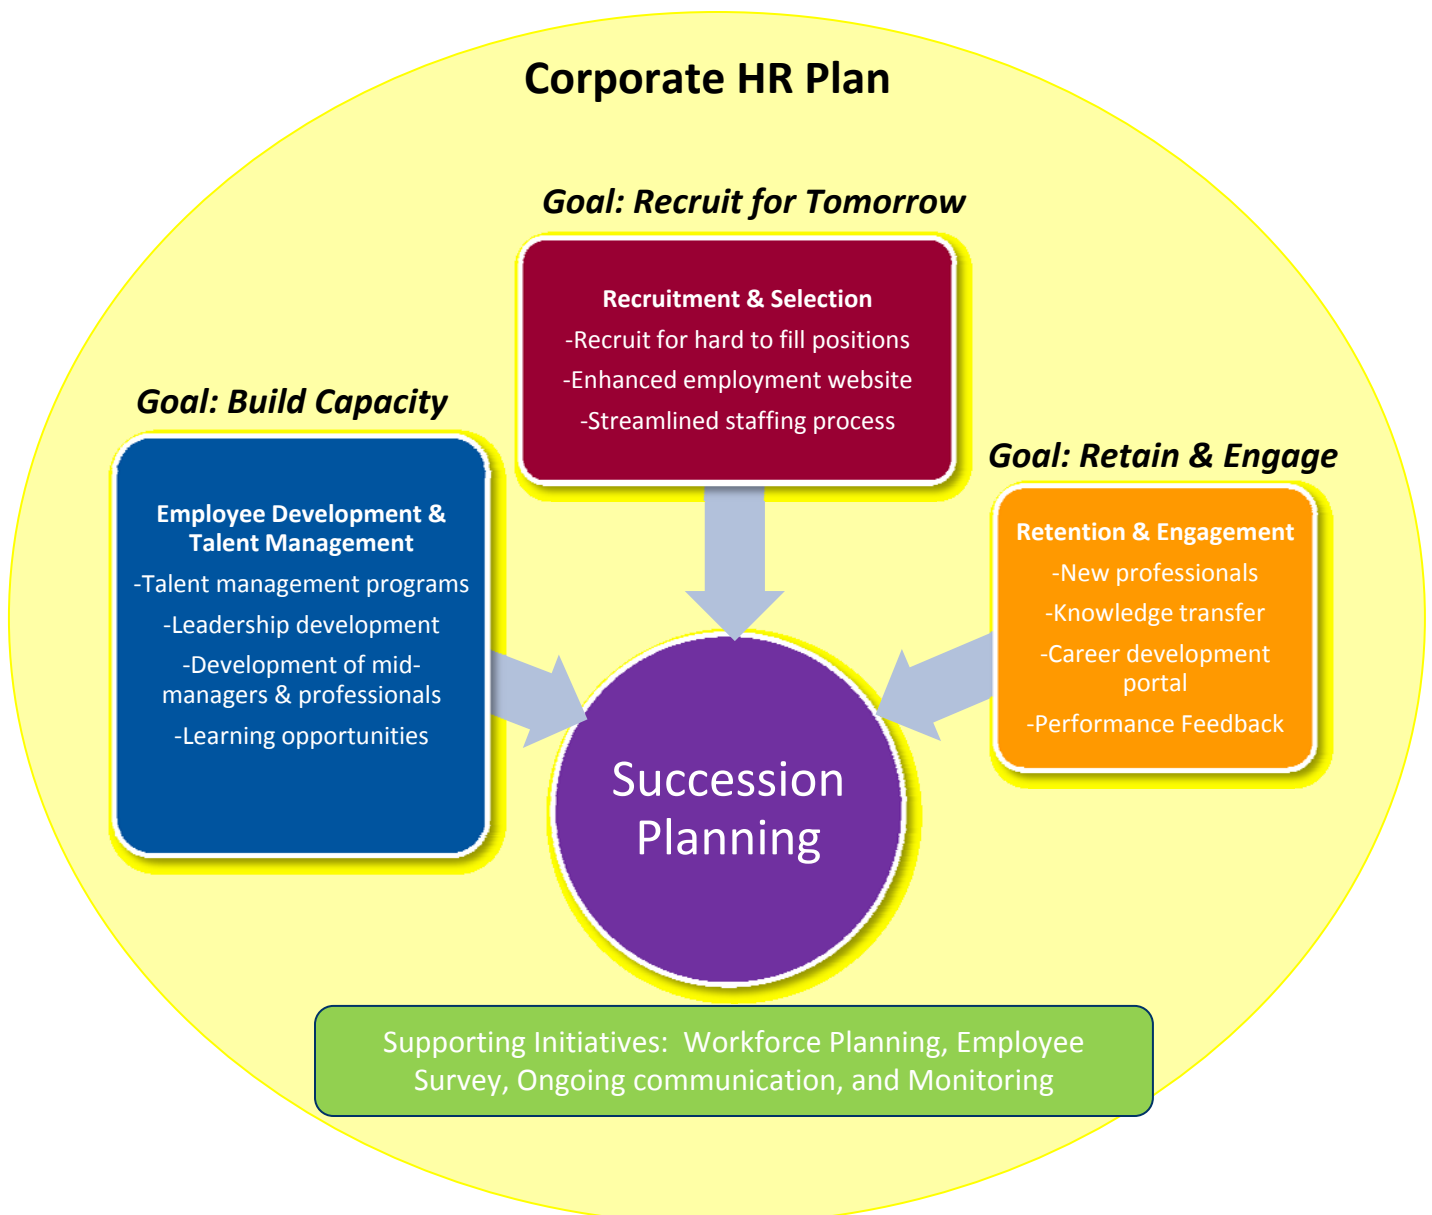 Corporate HR Plan
Goal: Recruit for Tomorrow
Recruitment & Selection
-Recruit for hard to fill positions
-Enhanced employment website
-Streamlined staffing process
Goal: Build Capacity
Employee Development &
Talent Management
-Talent management programs
-Leadership development
-Development of mid-
managers & professionals
-Learning opportunities
Goal: Retain & Engage
Retention & Engagement
-New professionals
-Knowledge transfer
-Career development
portal
-Performance Feedback
Succession
Planning
Supporting Initiatives:  Workforce Planning, Employee
Survey, Ongoing communication, and Monitoring